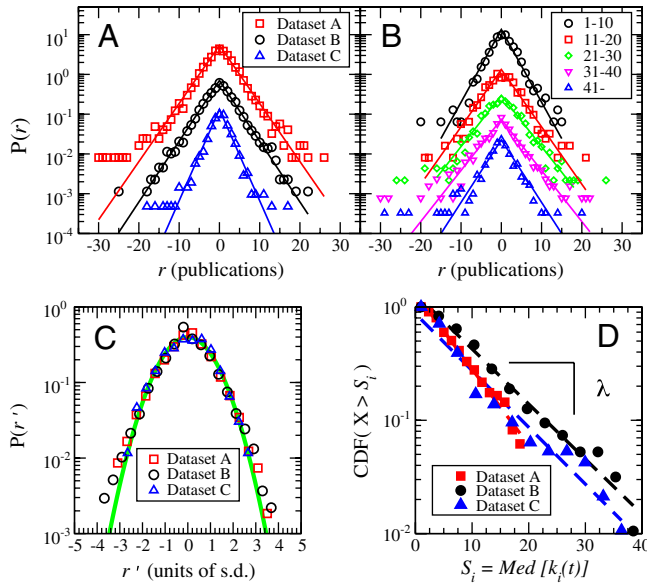 A
Dataset A
Dataset B
Dataset C
10^1
10^0
10^-1
10^-2
10^-3
10^-4
P(r)
-30 -20 -10 0 10 20 30
r (publications)
B
1-10
11-20
21-30
31-40
41-
-20 -10 0 10 20 30
r (publications)
C
10^0
10^-1
10^-2
10^-3
P(r')
Dataset A
Dataset B
Dataset C
-5 -4 -3 -2 -1 0 1 2 3 4 5
r ' (units of s.d.)
D
10^0
10^-1
10^-2
CDF( X > S_i )
λ
Dataset A
Dataset B
Dataset C
0 10 20 30 40
S_i = Med [k_i(t)]